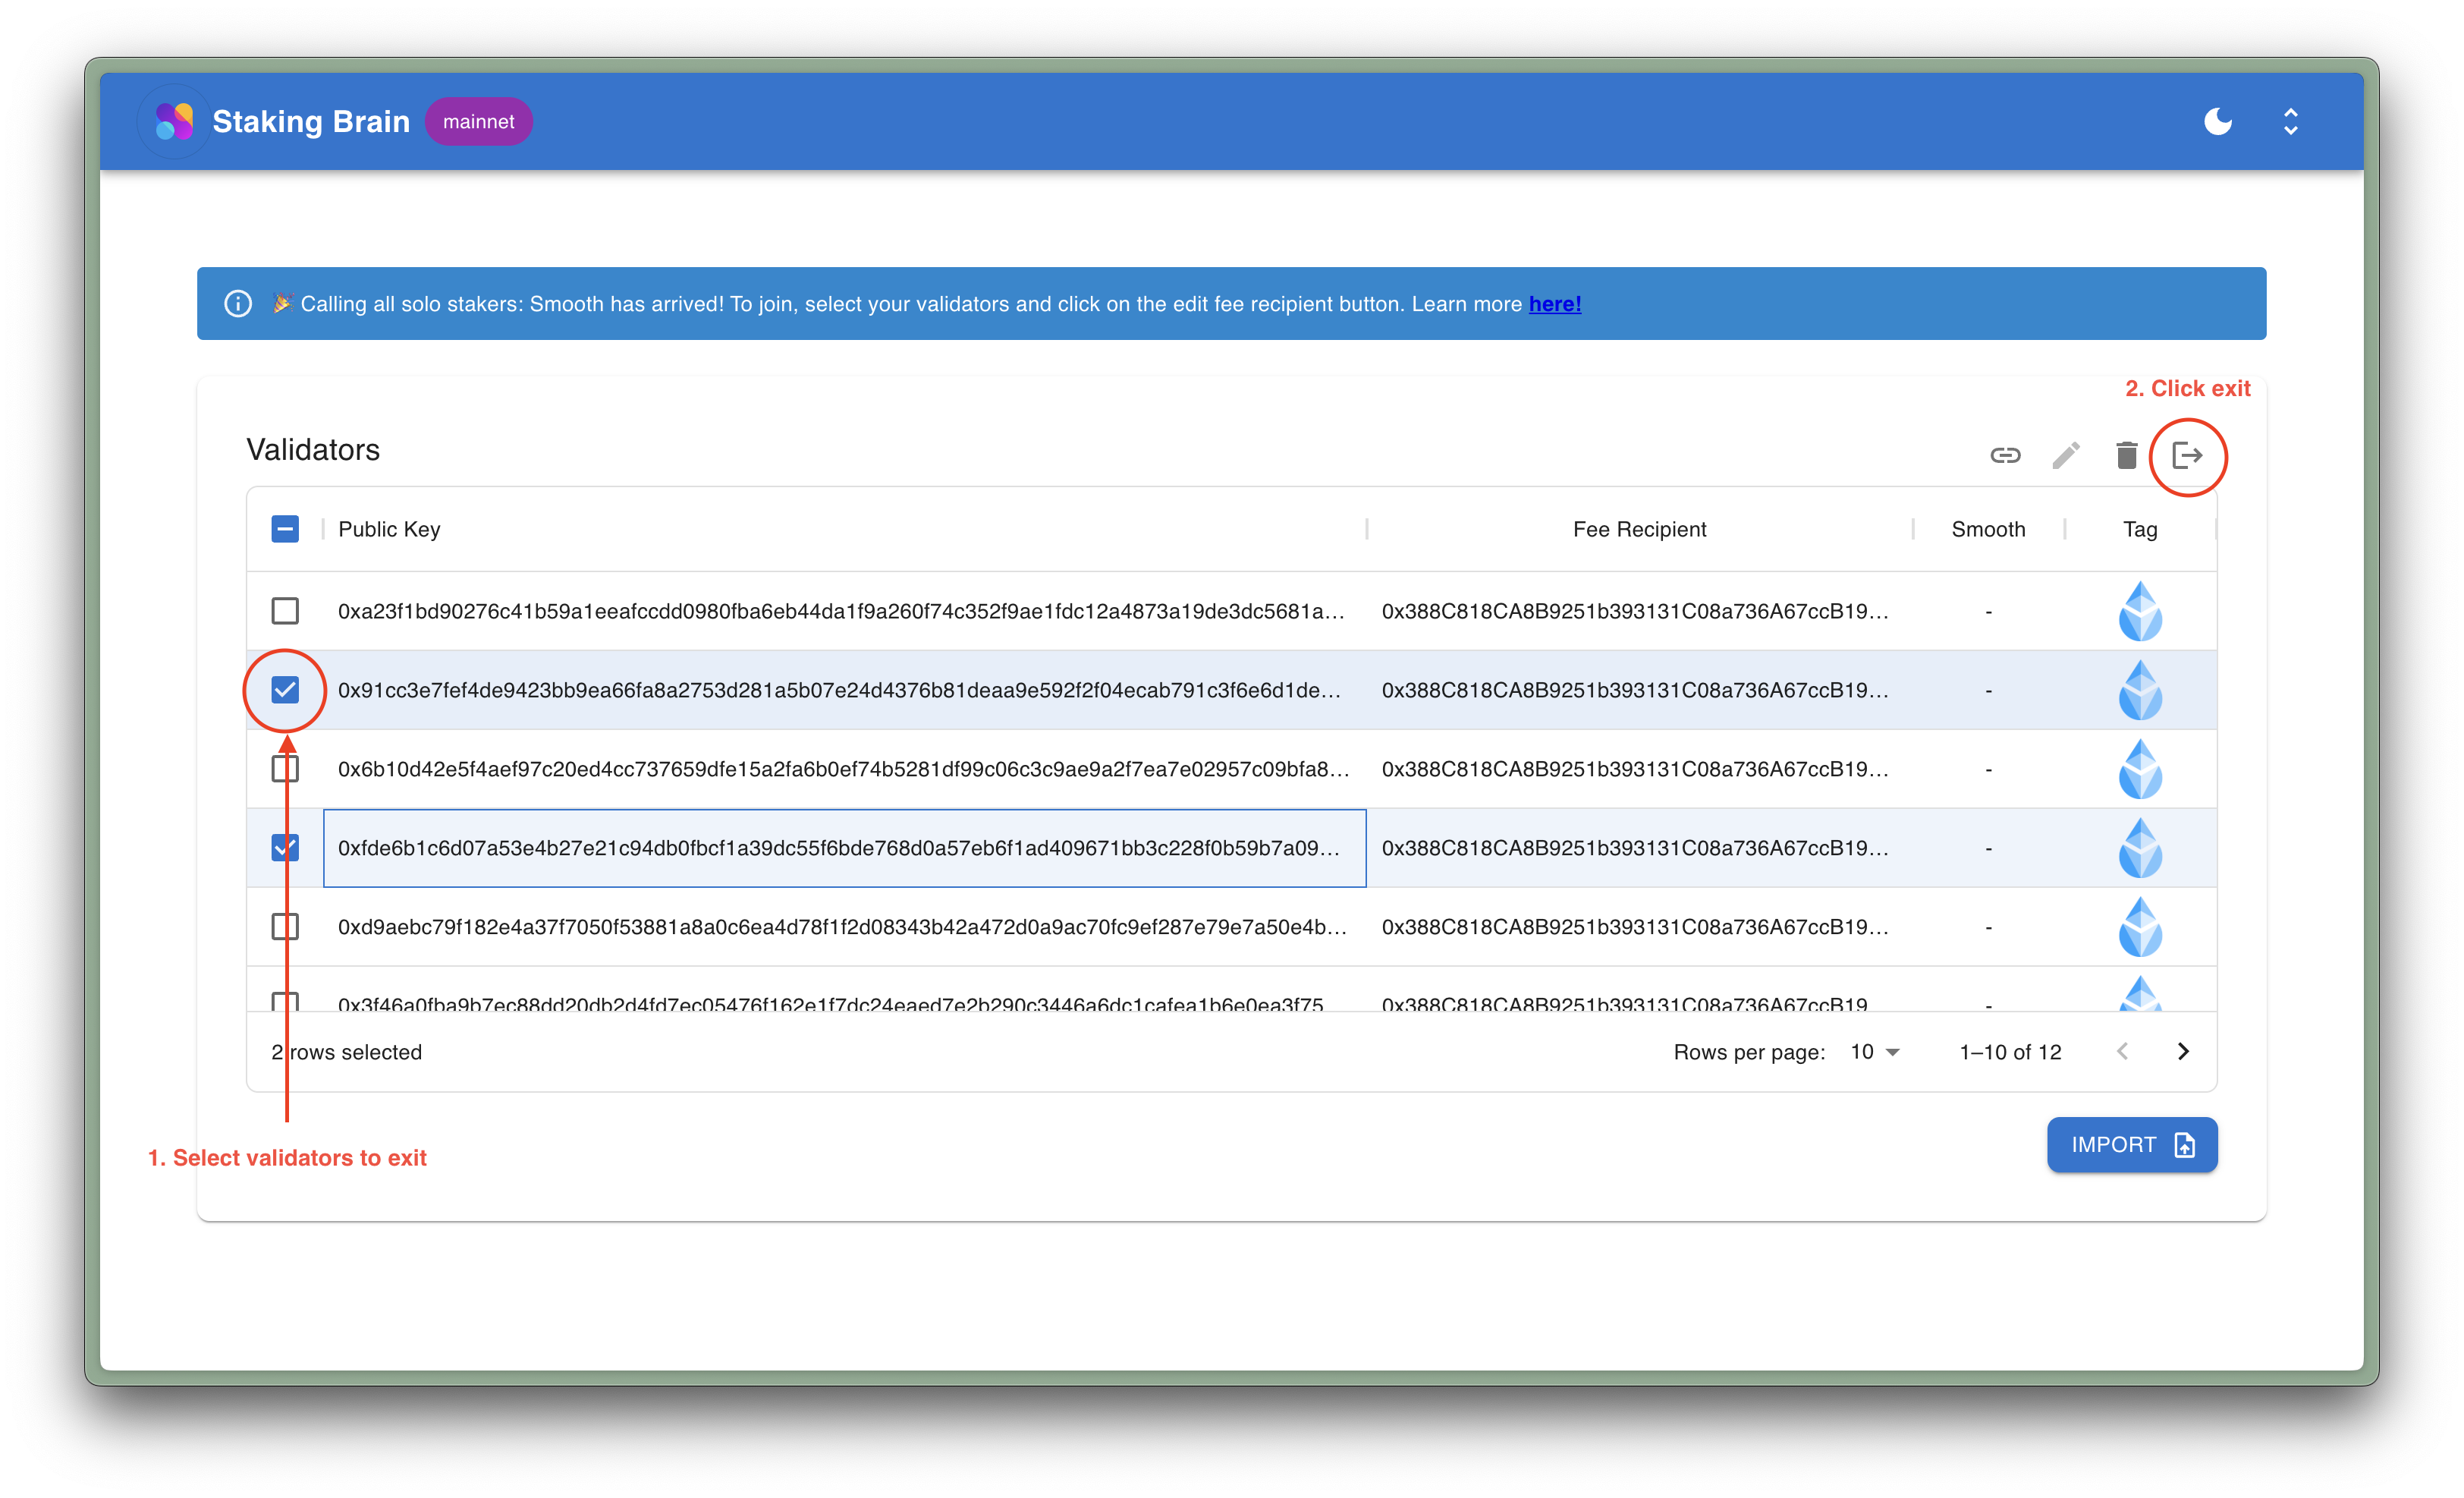 Staking Brain mainnet
🎉 Calling all solo stakers: Smooth has arrived! To join, select your validators and click on the edit fee recipient button. Learn more here!
2. Click exit
Validators
Public Key Fee Recipient Smooth Tag
0xa23f1bd90276c41b59a1eeafccdd0980fba6eb44da1f9a260f74c352f9ae1fdc12a4873a19de3dc5681a... 0x388C818CA8B9251b393131C08a736A67ccB19... -
0x91cc3e7fef4de9423bb9ea66fa8a2753d281a5b07e24d4376b81deaa9e592f2f04ecab791c3f6e6d1de... 0x388C818CA8B9251b393131C08a736A67ccB19... -
0x6b10d42e5f4aef97c20ed4cc737659dfe15a2fa6b0ef74b5281df99c06c3c9ae9a2f7ea7e02957c09bfa8... 0x388C818CA8B9251b393131C08a736A67ccB19... -
0xfde6b1c6d07a53e4b27e21c94db0fbcf1a39dc55f6bde768d0a57eb6f1ad409671bb3c228f0b59b7a09... 0x388C818CA8B9251b393131C08a736A67ccB19... -
0xd9aebc79f182e4a37f7050f53881a8a0c6ea4d78f1f2d08343b42a472d0a9ac70fc9ef287e79e7a50e4b... 0x388C818CA8B9251b393131C08a736A67ccB19... -
0x3f46a0fba9b7ec88dd20db2d4fd7ec05476f162e1f7dc24eaed7e2b290c3446a6dc1cafea1b6e0ea3f75 0x388C818CA8B9251b393131C08a736A67ccB19 -
2 rows selected Rows per page: 10 1–10 of 12
IMPORT
1. Select validators to exit